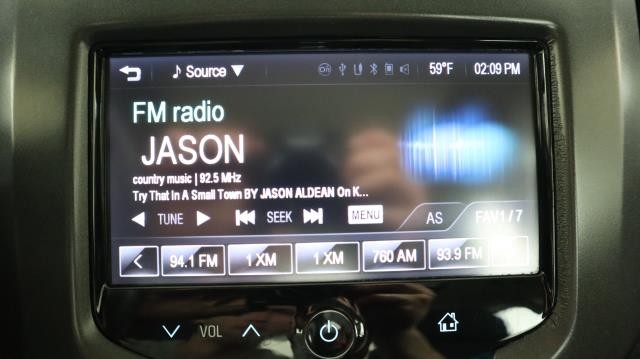 Source 59°F 02:09 PM
FM radio
JASON
country music | 92.5 MHz
Try That In A Small Town BY JASON ALDEAN On K...
TUNE SEEK MENU AS FAV1/7
94.1 FM 1 XM 1 XM 760 AM 93.9 FM
VOL